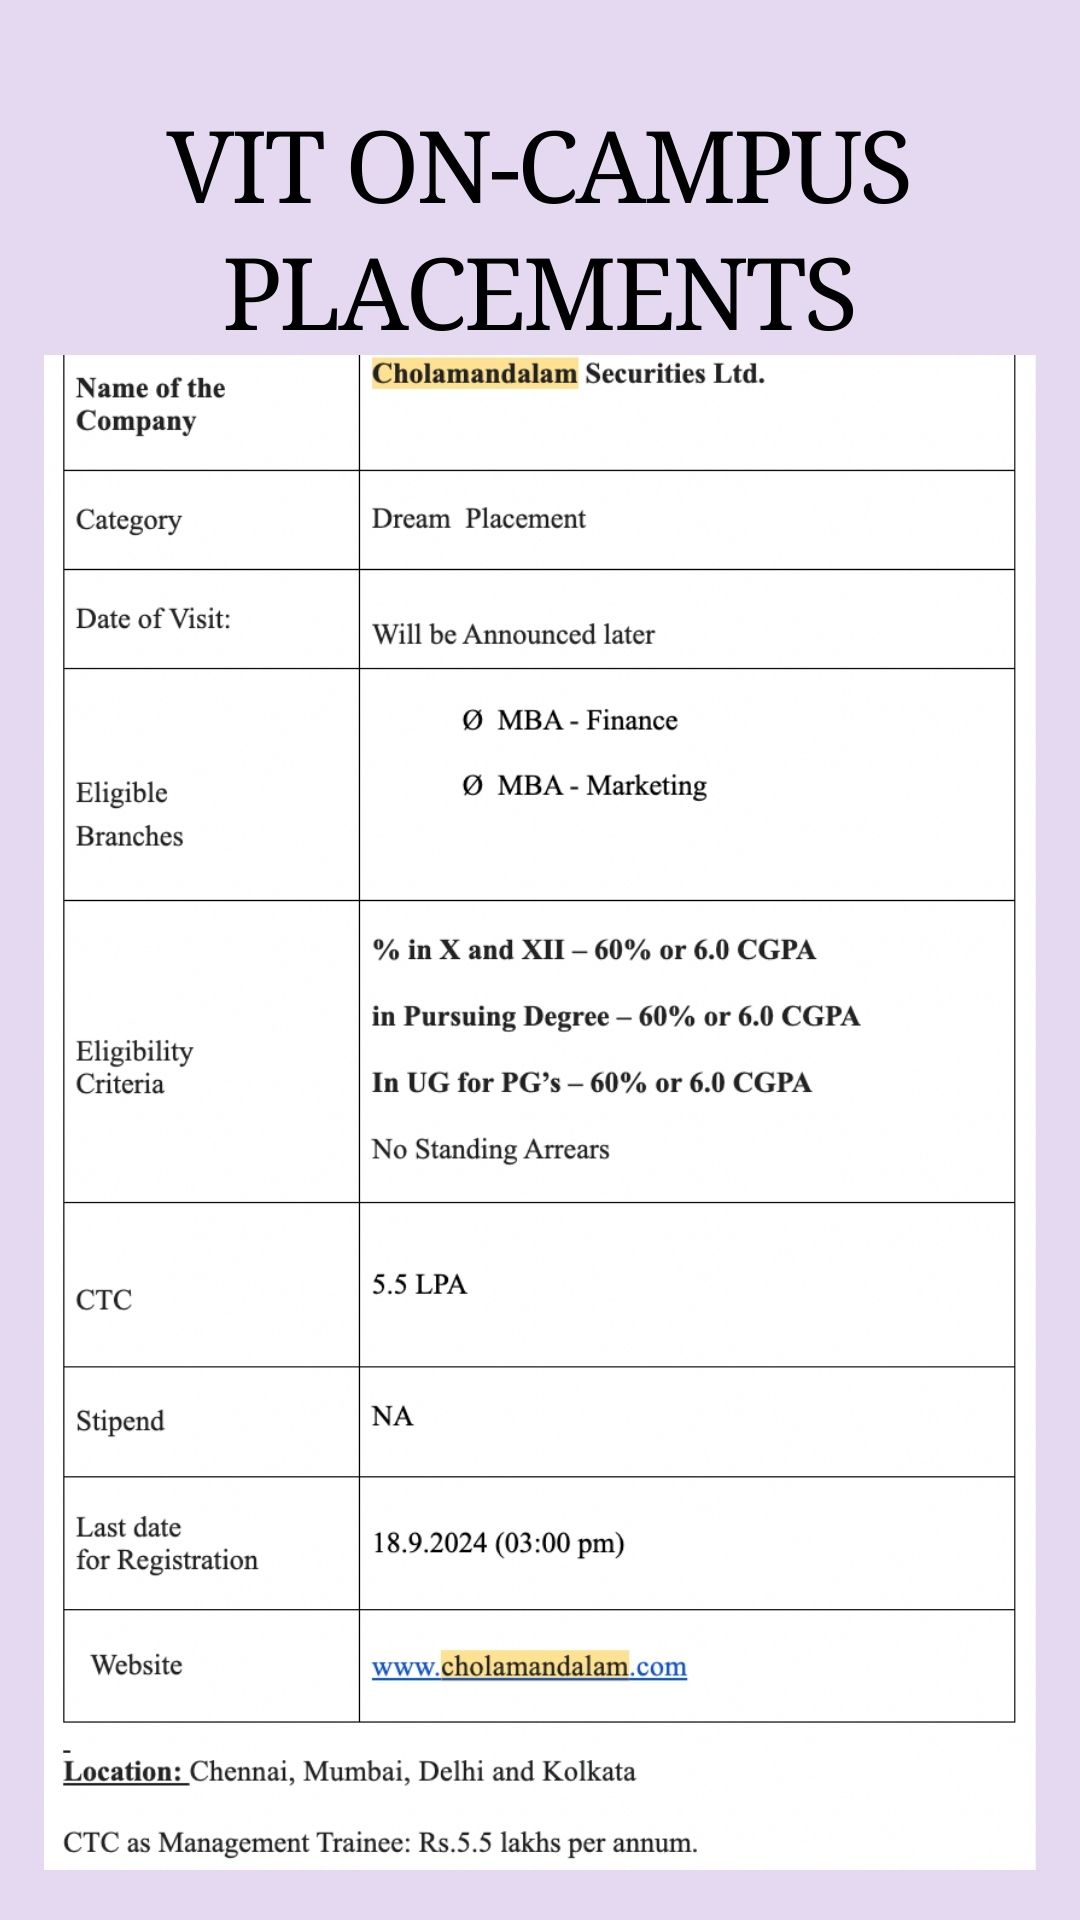 VIT ON-CAMPUS
PLACEMENTS
Name of the
Company
Cholamandalam Securities Ltd.
Category
Dream  Placement
Date of Visit:
Will be Announced later
Eligible
Branches
Ø MBA - Finance
Ø MBA - Marketing
Eligibility
Criteria
% in X and XII – 60% or 6.0 CGPA
in Pursuing Degree – 60% or 6.0 CGPA
In UG for PG’s – 60% or 6.0 CGPA
No Standing Arrears
CTC
5.5 LPA
Stipend
NA
Last date
for Registration
18.9.2024 (03:00 pm)
Website
www.cholamandalam.com
Location: Chennai, Mumbai, Delhi and Kolkata
CTC as Management Trainee: Rs.5.5 lakhs per annum.